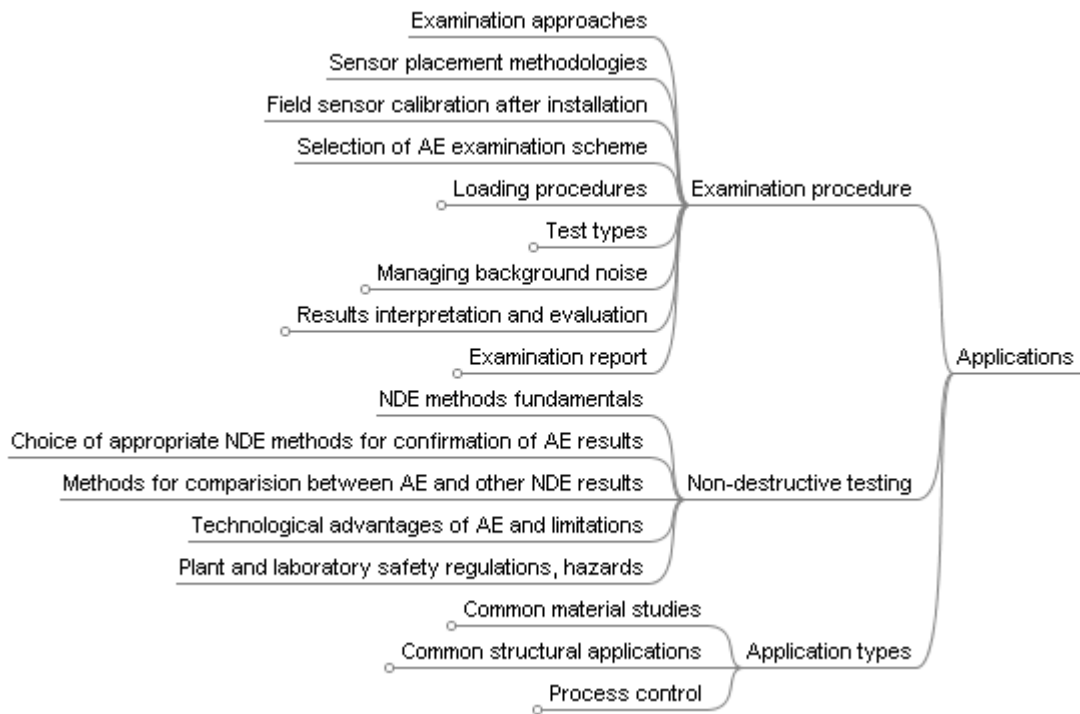 Examination approaches
Sensor placement methodologies
Field sensor calibration after installation
Selection of AE examination scheme
Loading procedures
Examination procedure
Test types
Managing background noise
Results interpretation and evaluation
Examination report
Applications
NDE methods fundamentals
Choice of appropriate NDE methods for confirmation of AE results
Methods for comparision between AE and other NDE results
Non-destructive testing
Technological advantages of AE and limitations
Plant and laboratory safety regulations, hazards
Common material studies
Common structural applications
Application types
Process control